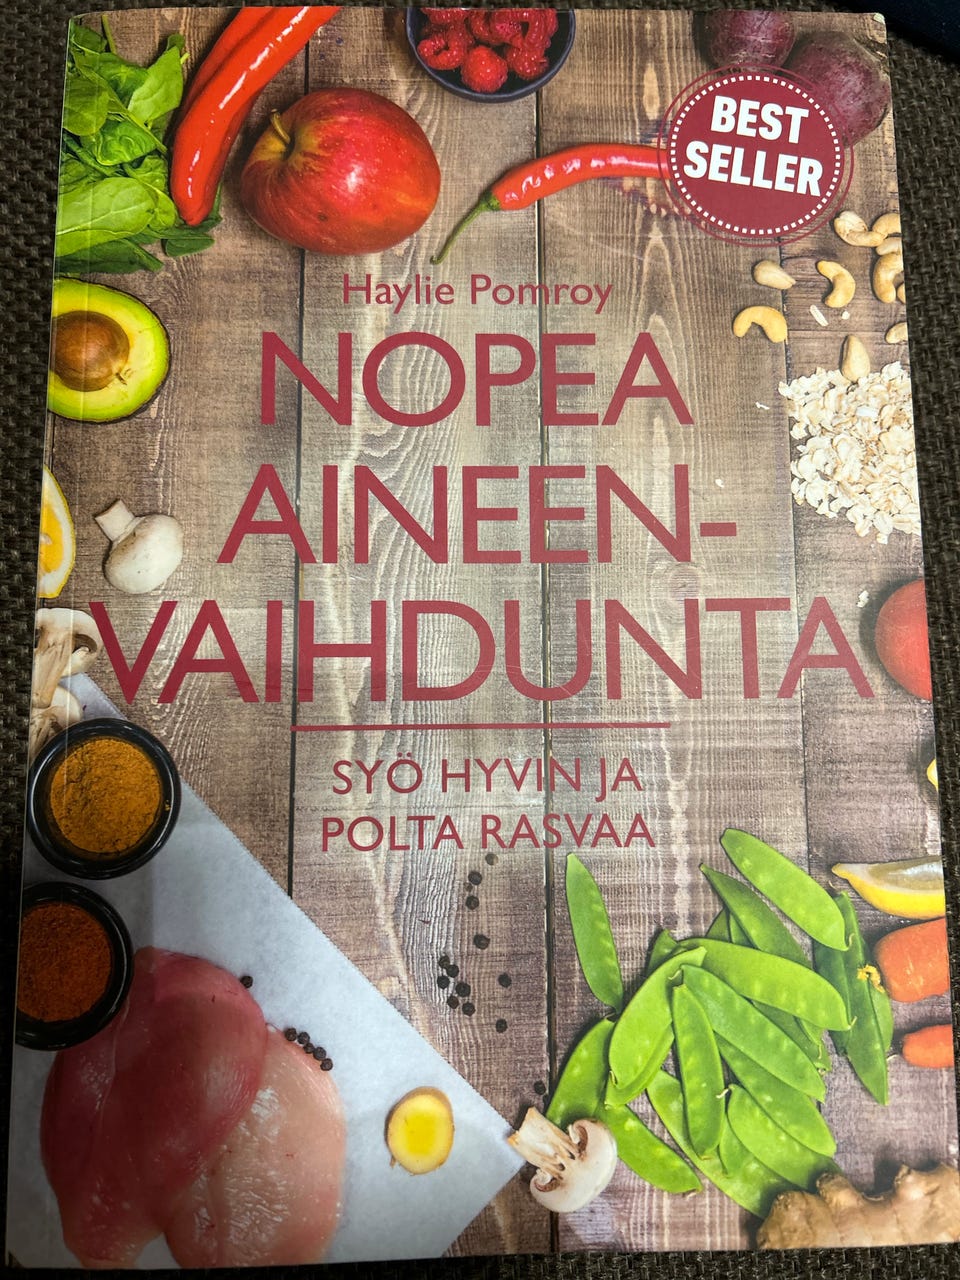 BEST
SELLER
Haylie Pomroy
NOPEA
AINEEN-
VAIHDUNTA
SYÖ HYVIN JA
POLTA RASVAA